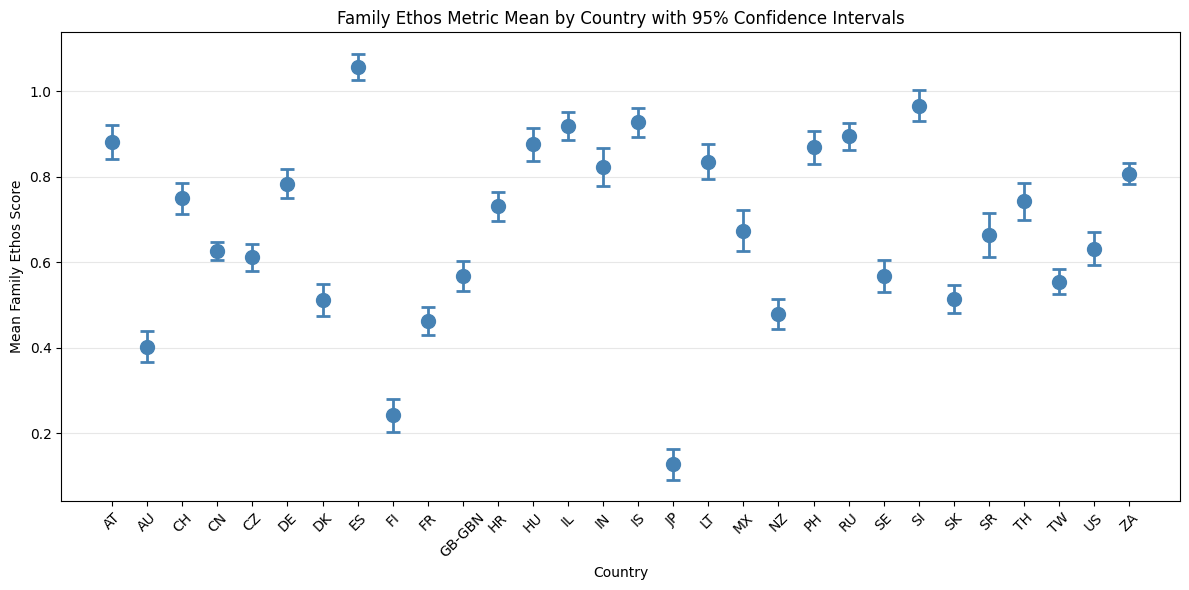 Family Ethos Metric Mean by Country with 95% Confidence Intervals
Mean Family Ethos Score
1.0
0.8
0.6
0.4
0.2
AT AU CH CN CZ DE DK ES FI FR GB-GBN HR HU IL IN IS JP LT MX NZ PH RU SE SI SK SR TH TW US ZA
Country